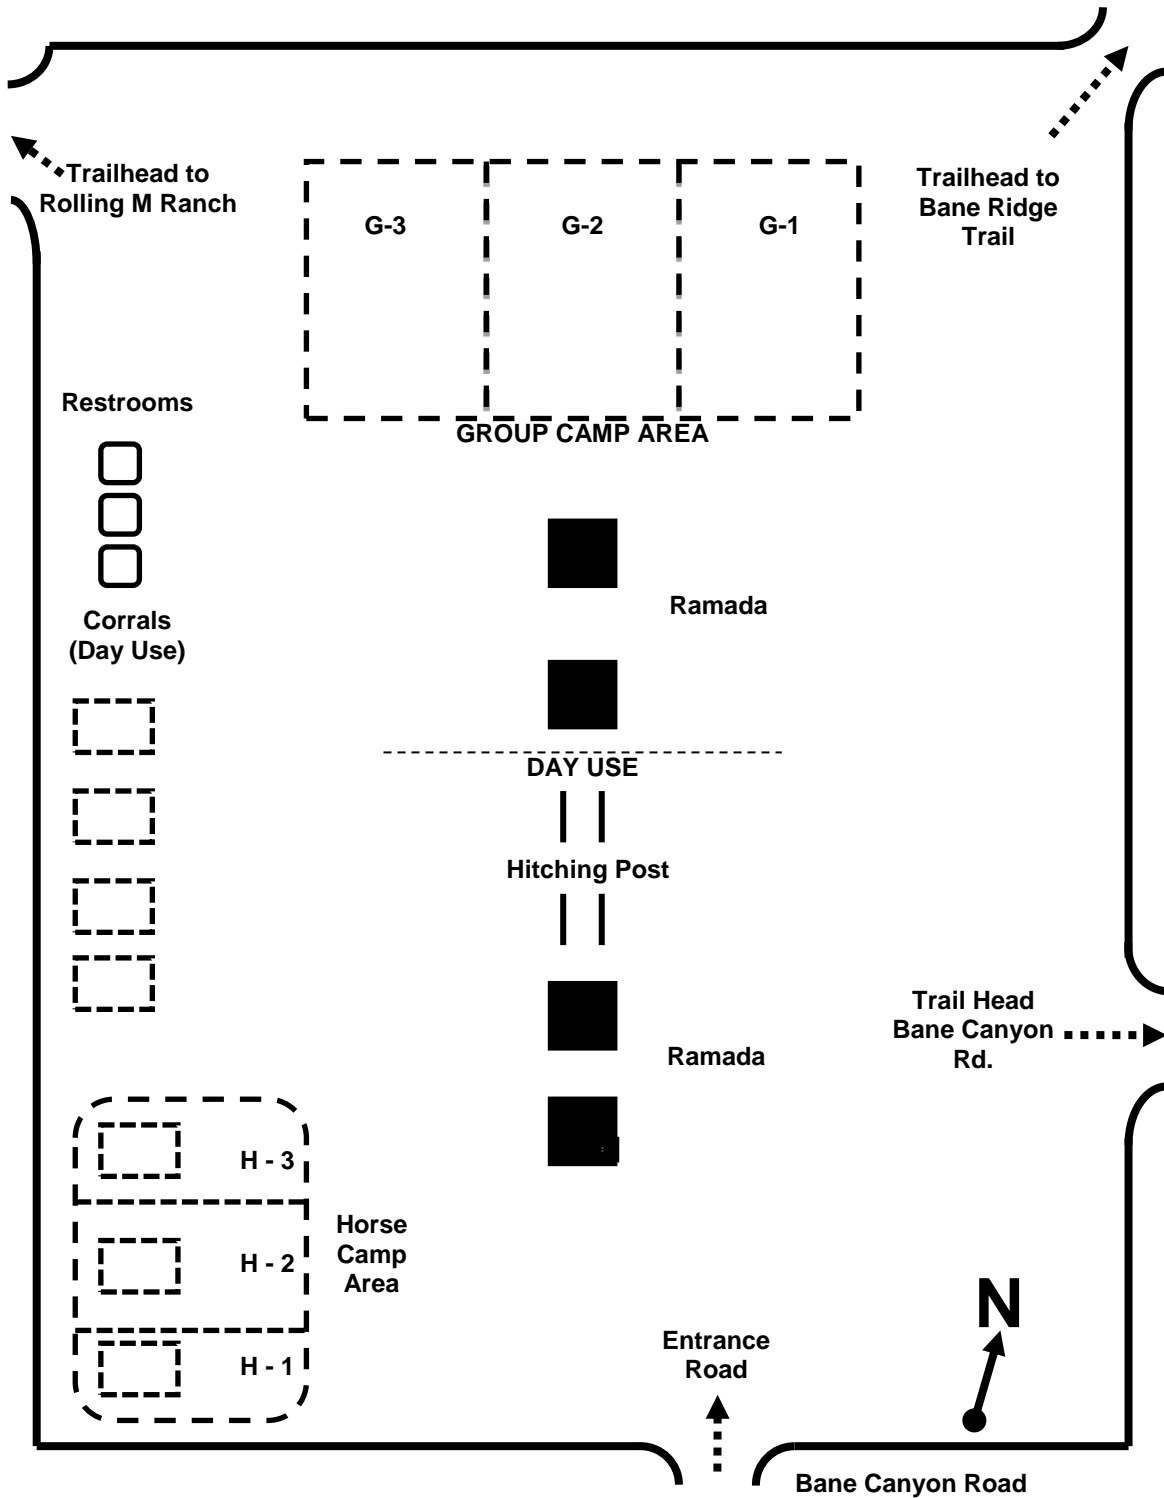 Trailhead to
Rolling M Ranch
Trailhead to
Bane Ridge
Trail
G-3
G-2
G-1
GROUP CAMP AREA
Restrooms
Ramada
Corrals
(Day Use)
DAY USE
Hitching Post
Trail Head
Bane Canyon
Rd.
Ramada
H - 3
H - 2
H - 1
Horse
Camp
Area
N
Entrance
Road
Bane Canyon Road